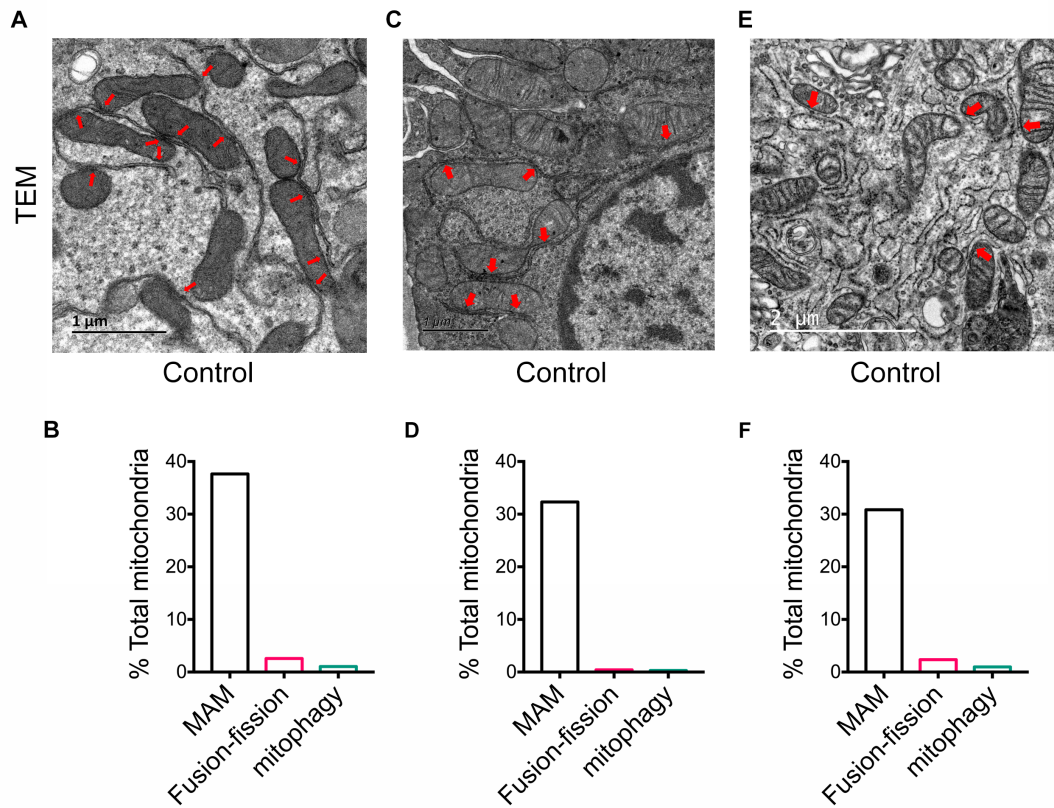 A
C
E
TEM
1 μm
1 μm
2 μm
Control
Control
Control
B
D
F
% Total mitochondria
40
30
20
10
0
MAM
Fusion-fission
mitophagy
% Total mitochondria
40
30
20
10
0
MAM
Fusion-fission
mitophagy
% Total mitochondria
40
30
20
10
0
MAM
Fusion-fission
mitophagy